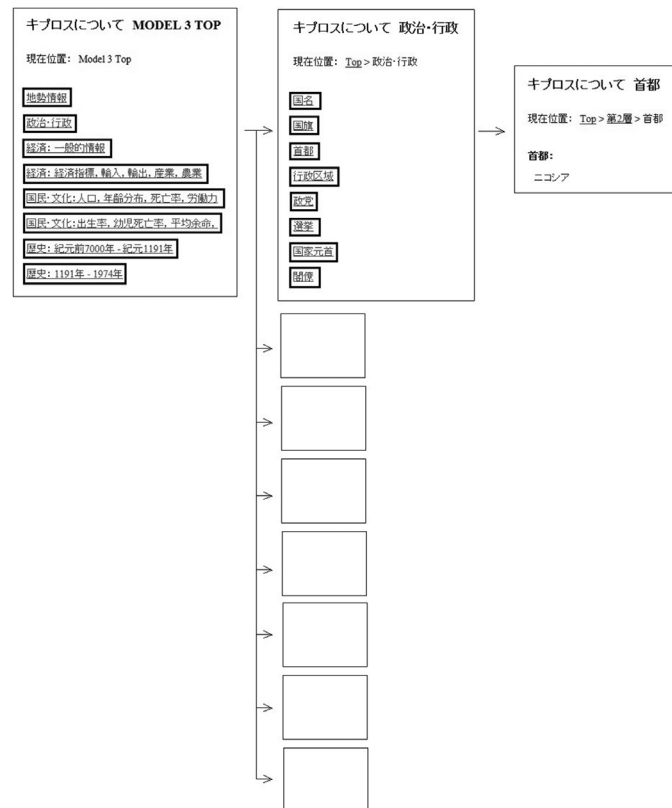 キプロスについて MODEL 3 TOP
現在位置: Model 3 Top
地勢情報
政治・行政
経済: 一般的情報
経済: 経済指標, 輸入, 輸出, 産業, 農業
国民・文化: 人口, 年齢分布, 死亡率, 労働力
国民・文化: 出生率, 幼児死亡率, 平均余命,
歴史: 紀元前7000年 - 紀元1191年
歴史: 1191年 - 1974年
キプロスについて 政治・行政
現在位置: Top > 政治・行政
国名
国旗
首都
行政区域
政党
選挙
国家元首
閣僚
キプロスについて 首都
現在位置: Top > 第2層 > 首都
首都:
ニコシア